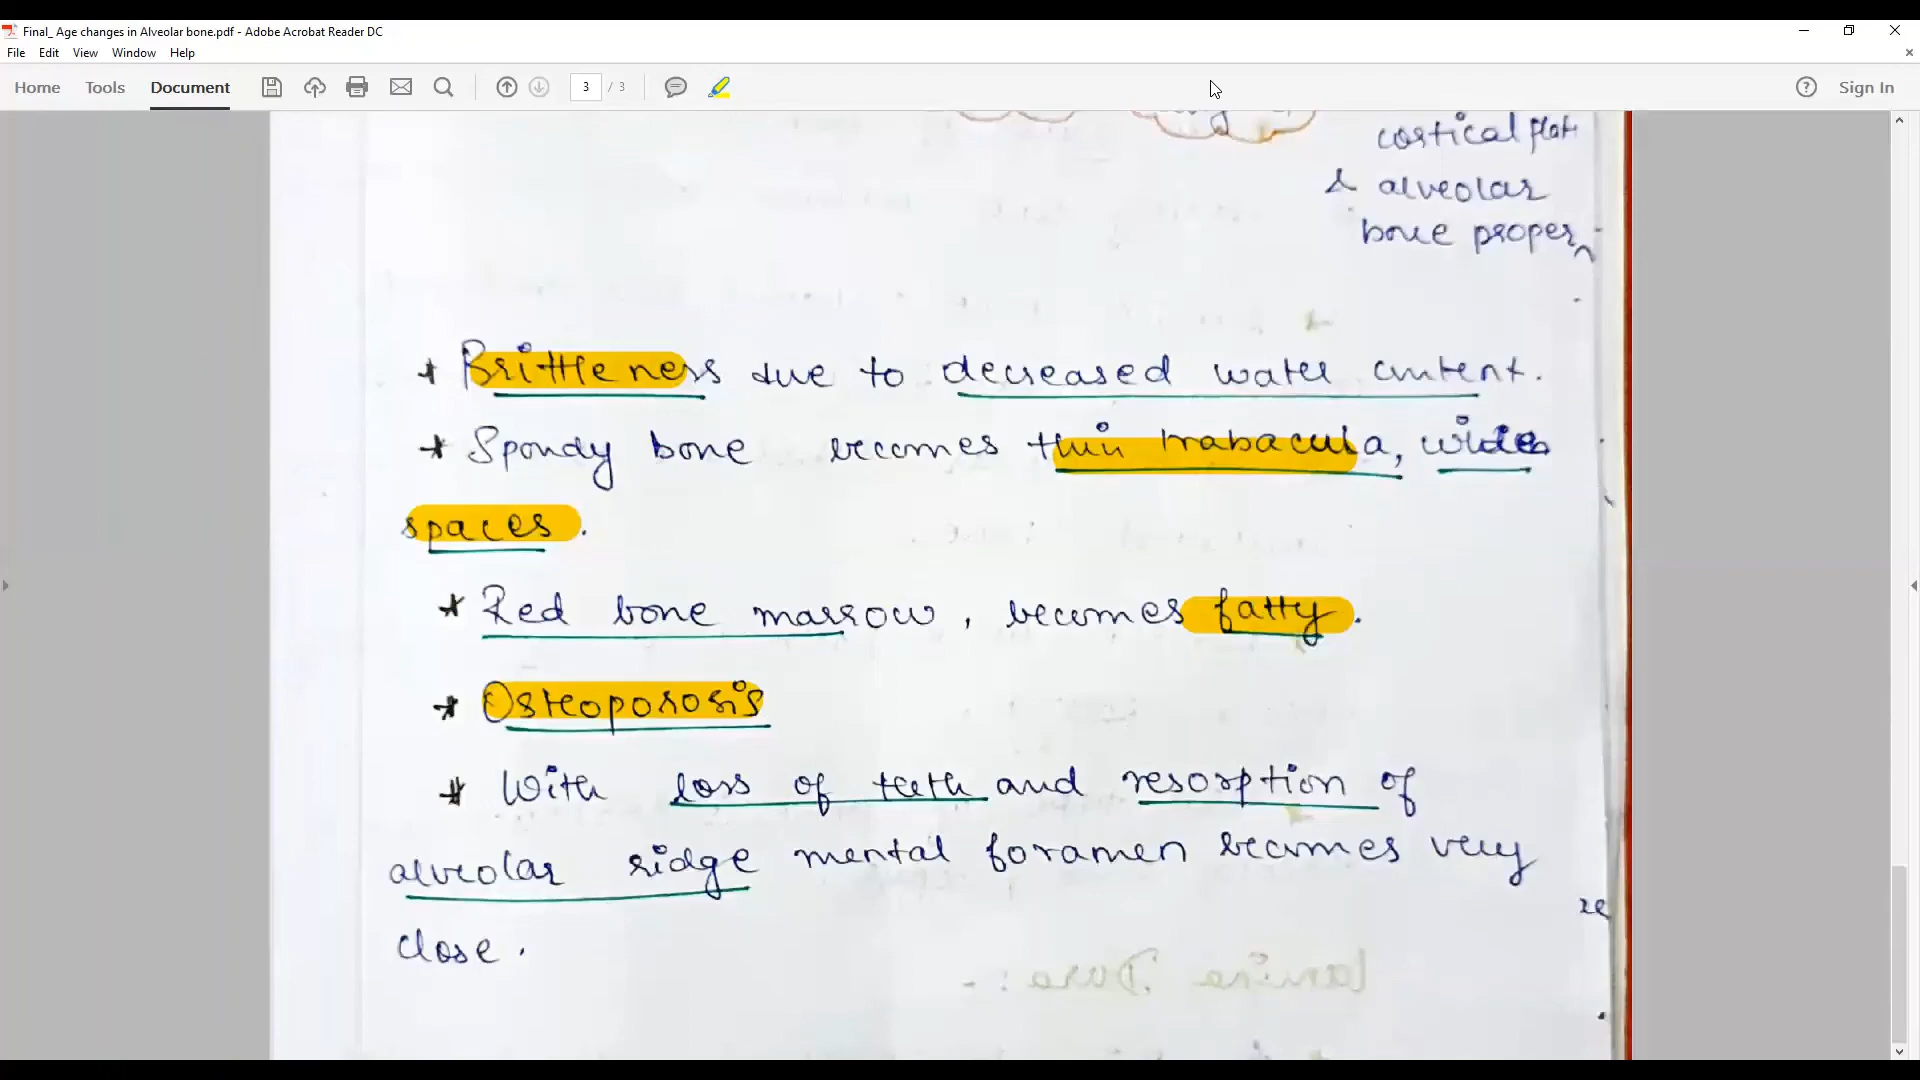 Final_ Age changes in Alveolar bone.pdf - Adobe Acrobat Reader DC
File Edit View Window Help
Home Tools Document 3 / 3 Sign In
cortical plat
& alveolar
bone proper
* Brittleness due to decreased water content.
* Spondy bone becomes thin trabacula, wide
spaces.
* Red bone marrow, becomes fatty.
* Osteoporosis
* With loss of teeth and resorption of
alveolar ridge mental foramen becomes very
close.